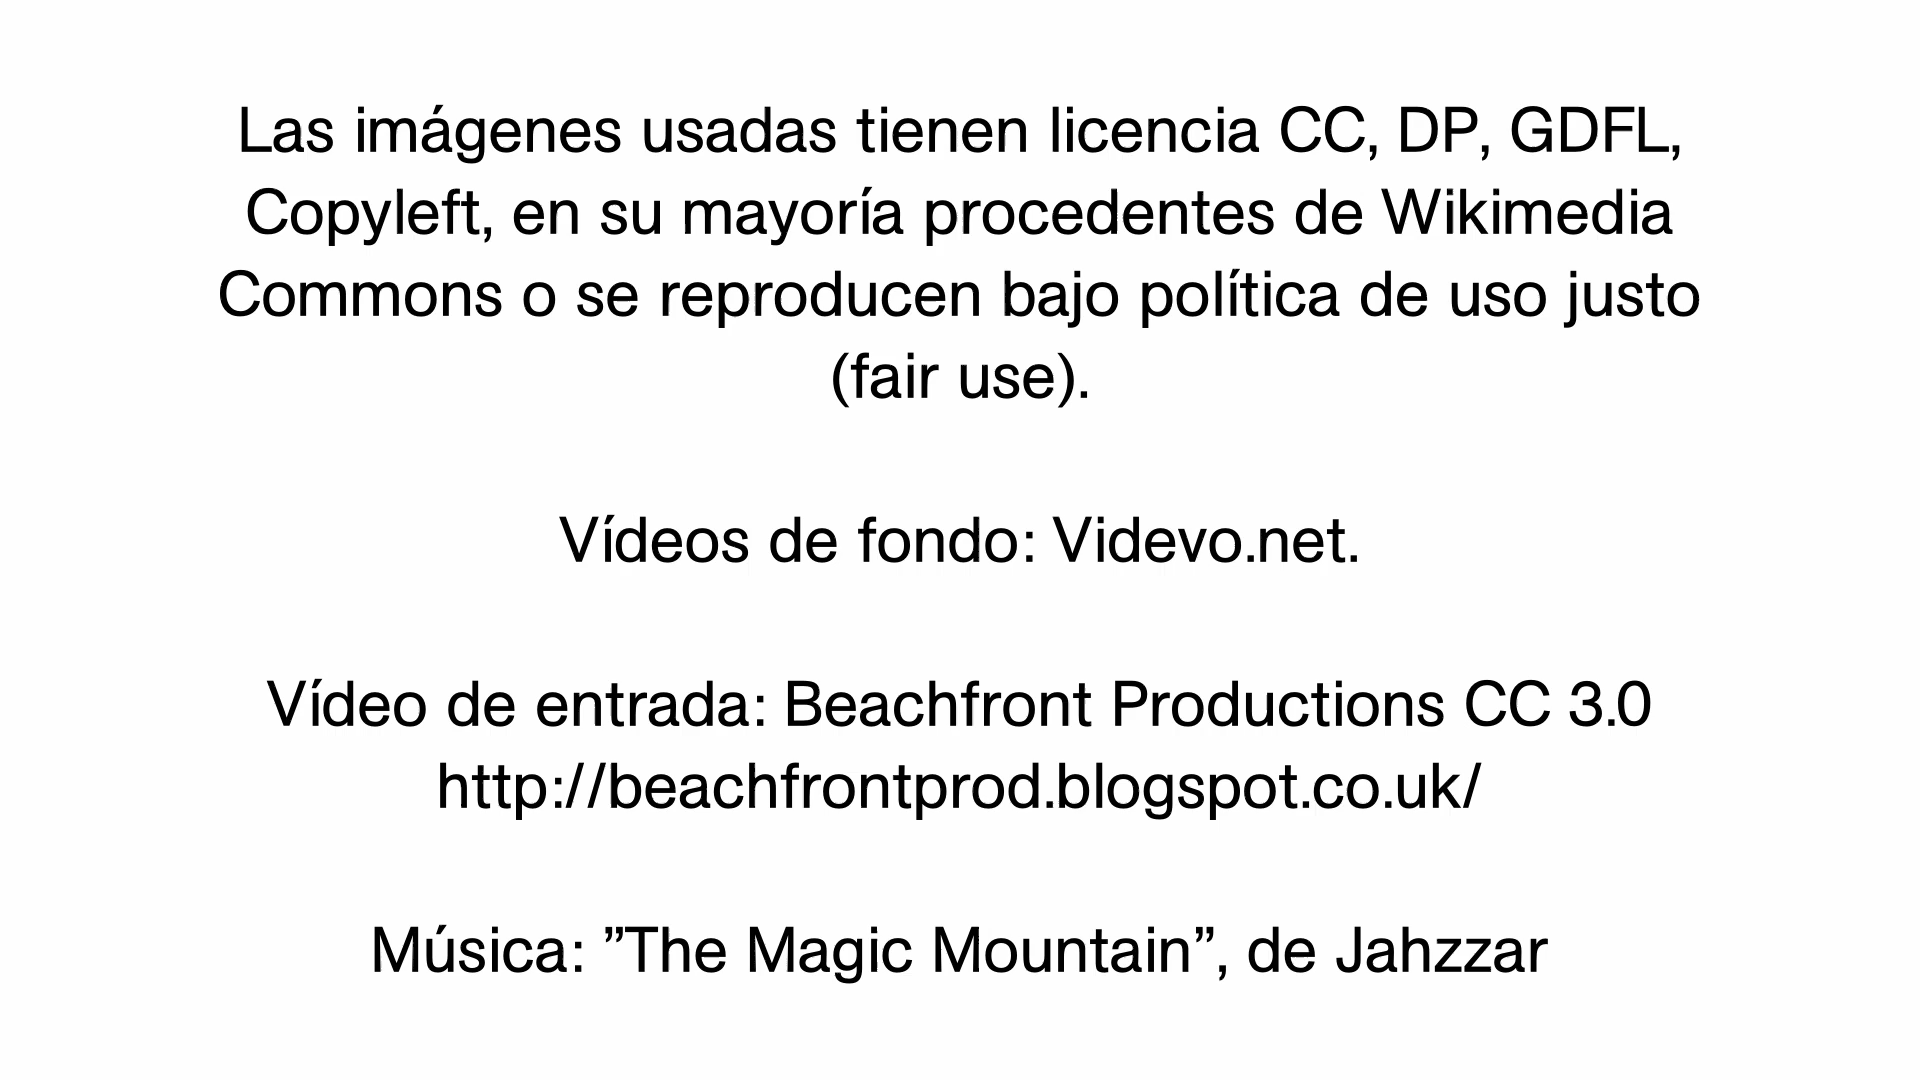 Las imágenes usadas tienen licencia CC, DP, GDFL,
Copyleft, en su mayoría procedentes de Wikimedia
Commons o se reproducen bajo política de uso justo
(fair use).
Vídeos de fondo: Videvo.net.
Vídeo de entrada: Beachfront Productions CC 3.0
http://beachfrontprod.blogspot.co.uk/
Música: ”The Magic Mountain”, de Jahzzar